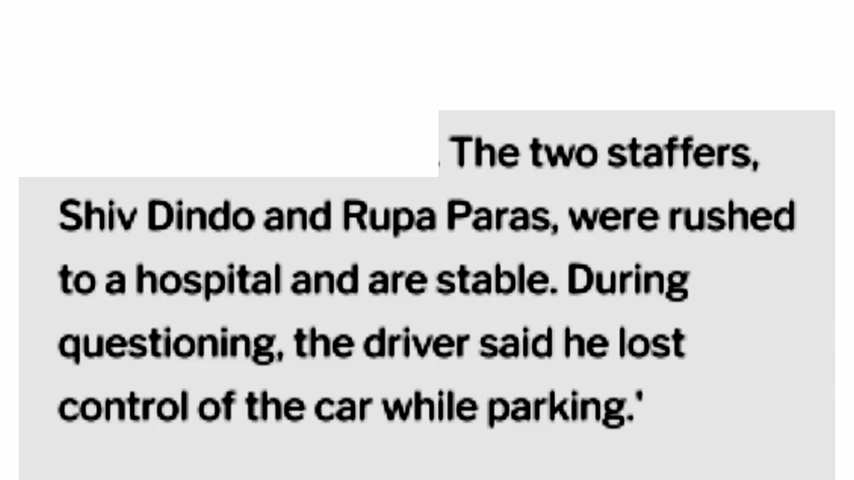 . The two staffers,
Shiv Dindo and Rupa Paras, were rushed
to a hospital and are stable. During
questioning, the driver said he lost
control of the car while parking.'